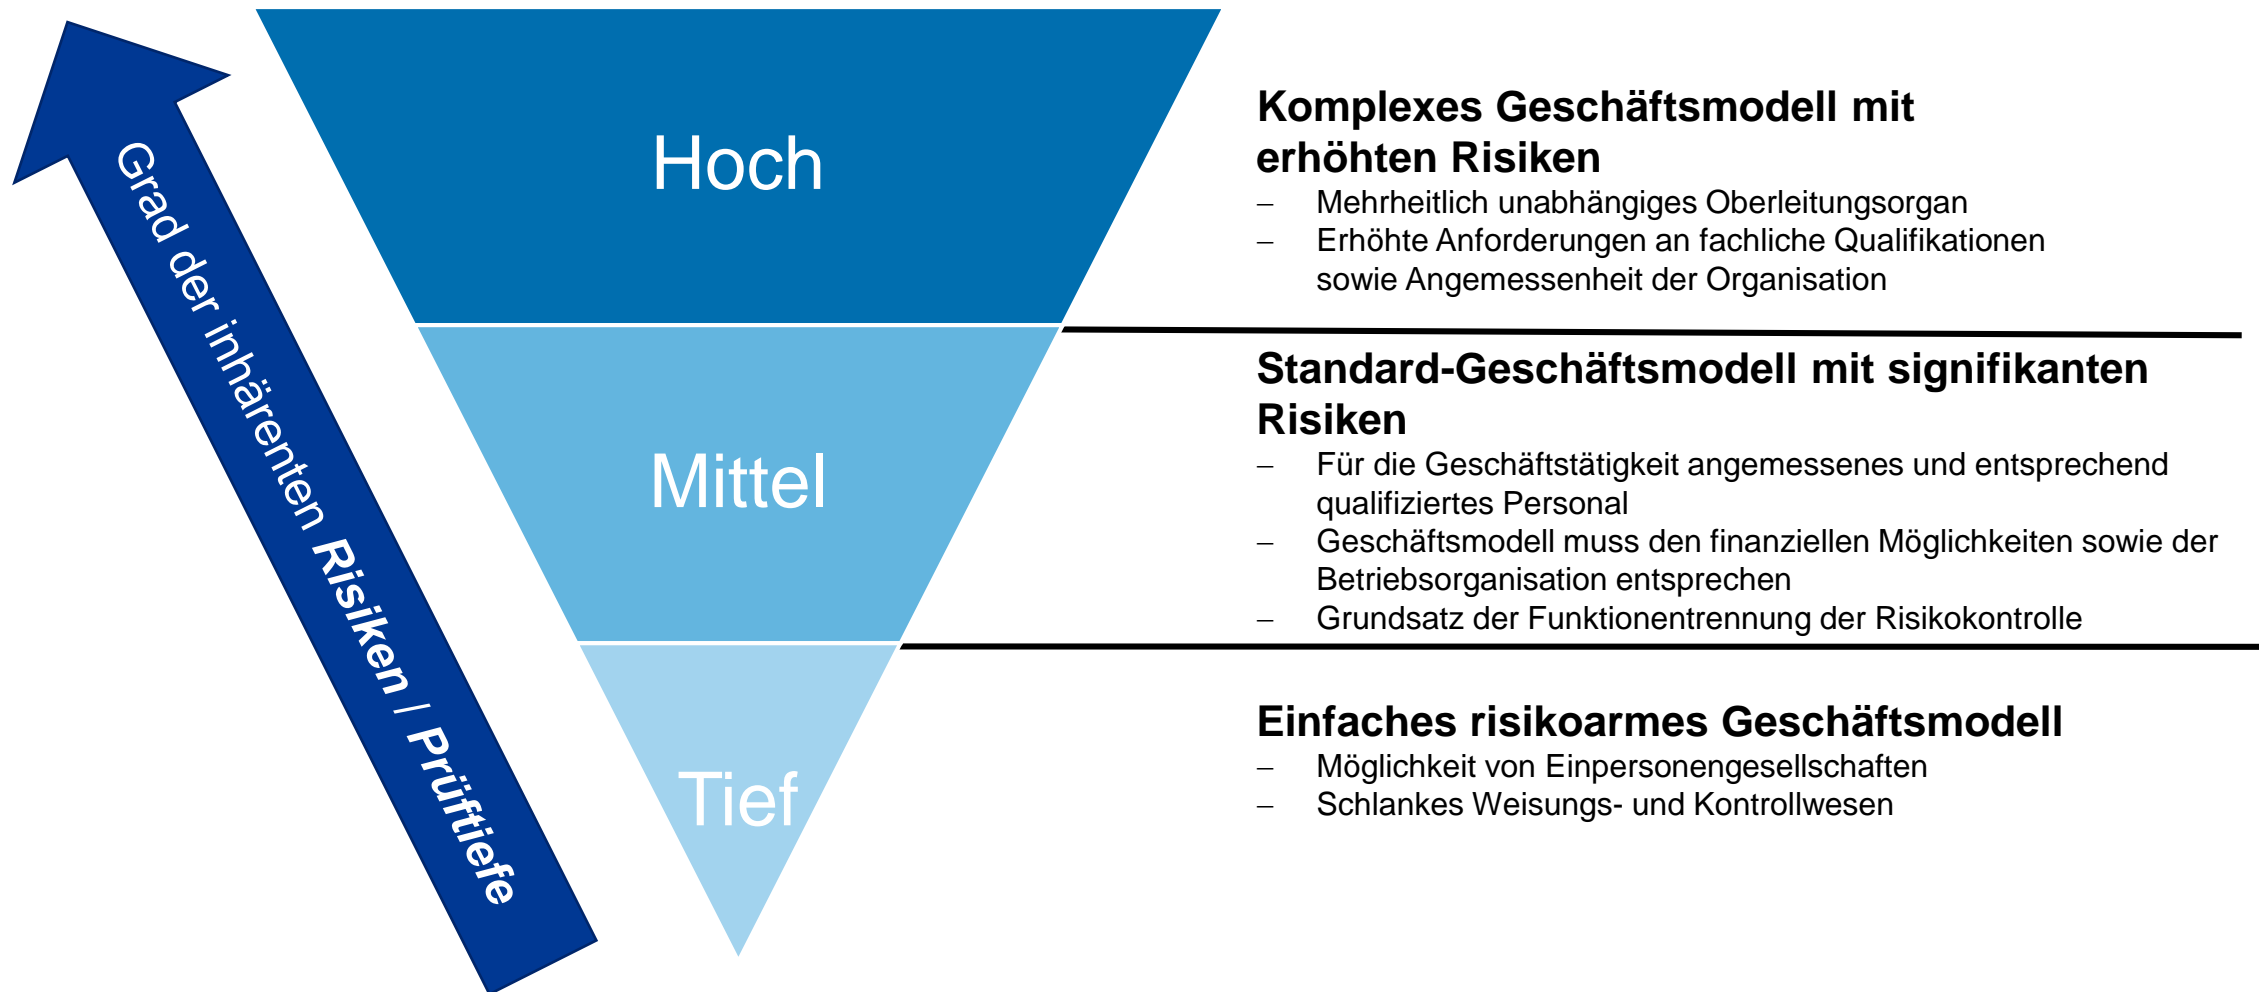 Grad der inhärenten Risiken / Prüftiefe
Hoch
Komplexes Geschäftsmodell mit
erhöhten Risiken
– Mehrheitlich unabhängiges Oberleitungsorgan
– Erhöhte Anforderungen an fachliche Qualifikationen
sowie Angemessenheit der Organisation
Mittel
Standard-Geschäftsmodell mit signifikanten
Risiken
– Für die Geschäftstätigkeit angemessenes und entsprechend
qualifiziertes Personal
– Geschäftsmodell muss den finanziellen Möglichkeiten sowie der
Betriebsorganisation entsprechen
– Grundsatz der Funktionentrennung der Risikokontrolle
Tief
Einfaches risikoarmes Geschäftsmodell
– Möglichkeit von Einpersonengesellschaften
– Schlankes Weisungs- und Kontrollwesen